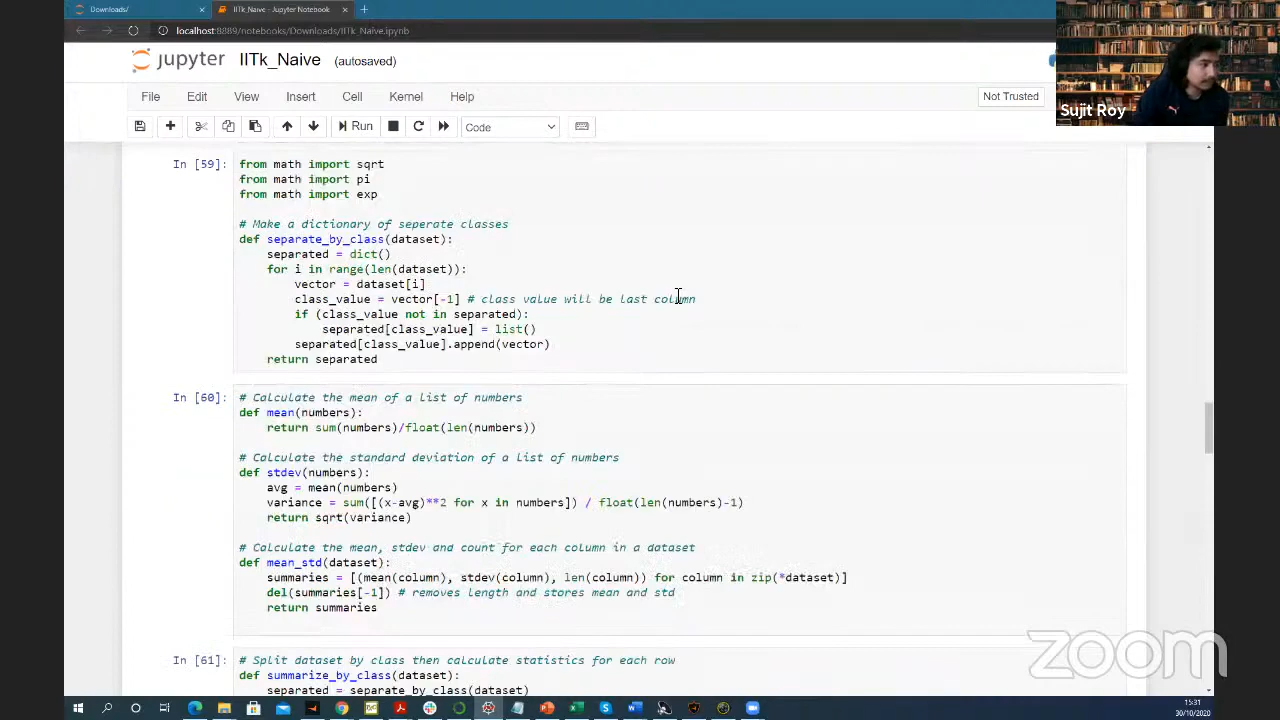 Downloads/
IITk_Naive - Jupyter Notebook
localhost:8889/notebooks/Downloads/IITk_Naive.ipynb
jupyter IITk_Naive (autosaved)
Sujit Roy
File Edit View Insert Cell Kernel Help
Not Trusted
Run
Code
In [59]:
from math import sqrt
from math import pi
from math import exp
# Make a dictionary of seperate classes
def separate_by_class(dataset):
separated = dict()
for i in range(len(dataset)):
vector = dataset[i]
class_value = vector[-1] # class value will be last column
if (class_value not in separated):
separated[class_value] = list()
separated[class_value].append(vector)
return separated
In [60]:
# Calculate the mean of a list of numbers
def mean(numbers):
return sum(numbers)/float(len(numbers))
# Calculate the standard deviation of a list of numbers
def stdev(numbers):
avg = mean(numbers)
variance = sum([(x-avg)**2 for x in numbers]) / float(len(numbers)-1)
return sqrt(variance)
# Calculate the mean, stdev and count for each column in a dataset
def mean_std(dataset):
summaries = [(mean(column), stdev(column), len(column)) for column in zip(*dataset)]
del(summaries[-1]) # removes Length and stores mean and std
return summaries
In [61]:
# Split dataset by class then calculate statistics for each row
def summarize_by_class(dataset):
separated = separate_by_class(dataset)
zoom
15:31
30/10/2020